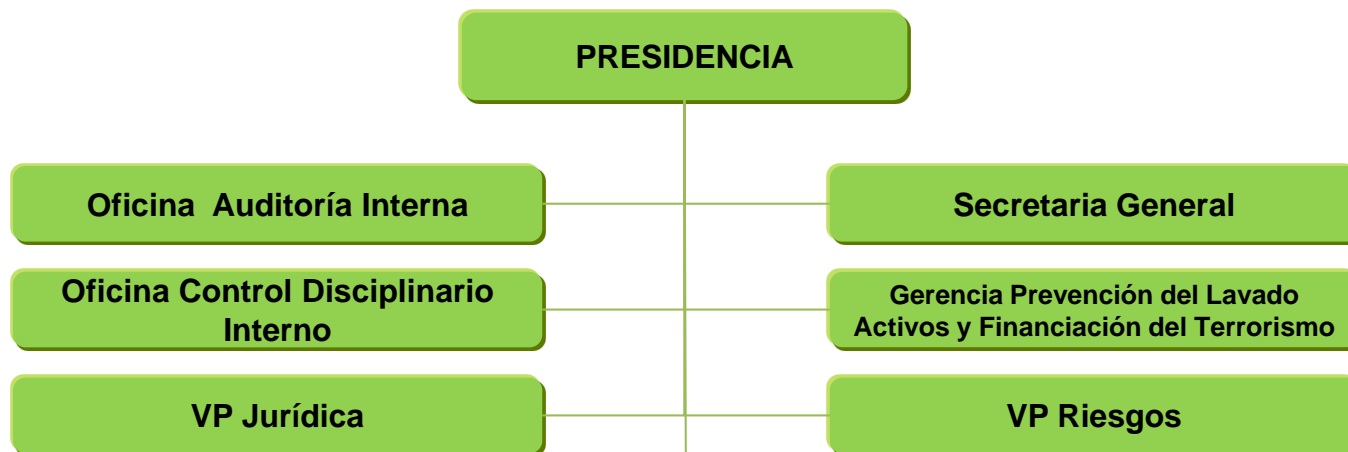 PRESIDENCIA
Oficina Auditoría Interna
Secretaria General
Oficina Control Disciplinario
Interno
Gerencia Prevención del Lavado
Activos y Financiación del Terrorismo
VP Jurídica
VP Riesgos